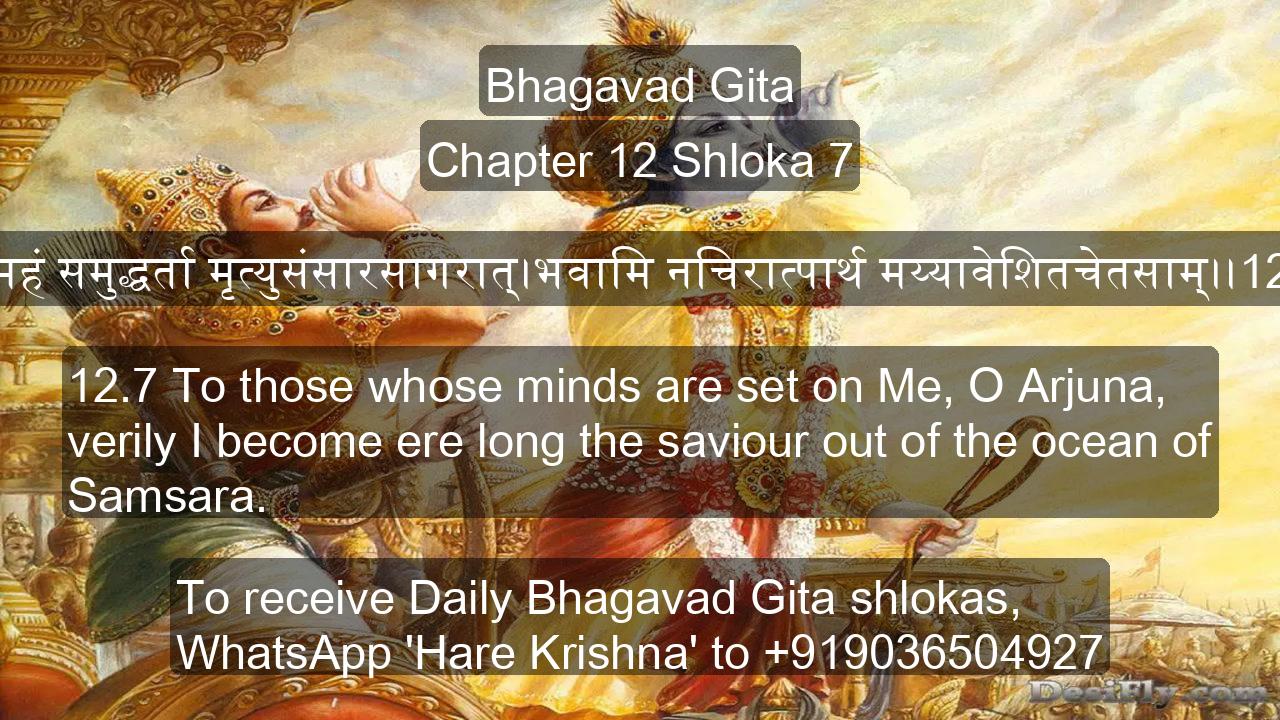 Bhagavad Gita
Chapter 12 Shloka 7
समुद्धर्ता मृत्युसंसारसागरात्।भवामि नचिरात्पार्थ मय्यावेशितचेतसाम्।।12
12.7 To those whose minds are set on Me, O Arjuna,
verily I become ere long the saviour out of the ocean of
Samsara.
To receive Daily Bhagavad Gita shlokas,
WhatsApp 'Hare Krishna' to +919036504927
DesiFly.com